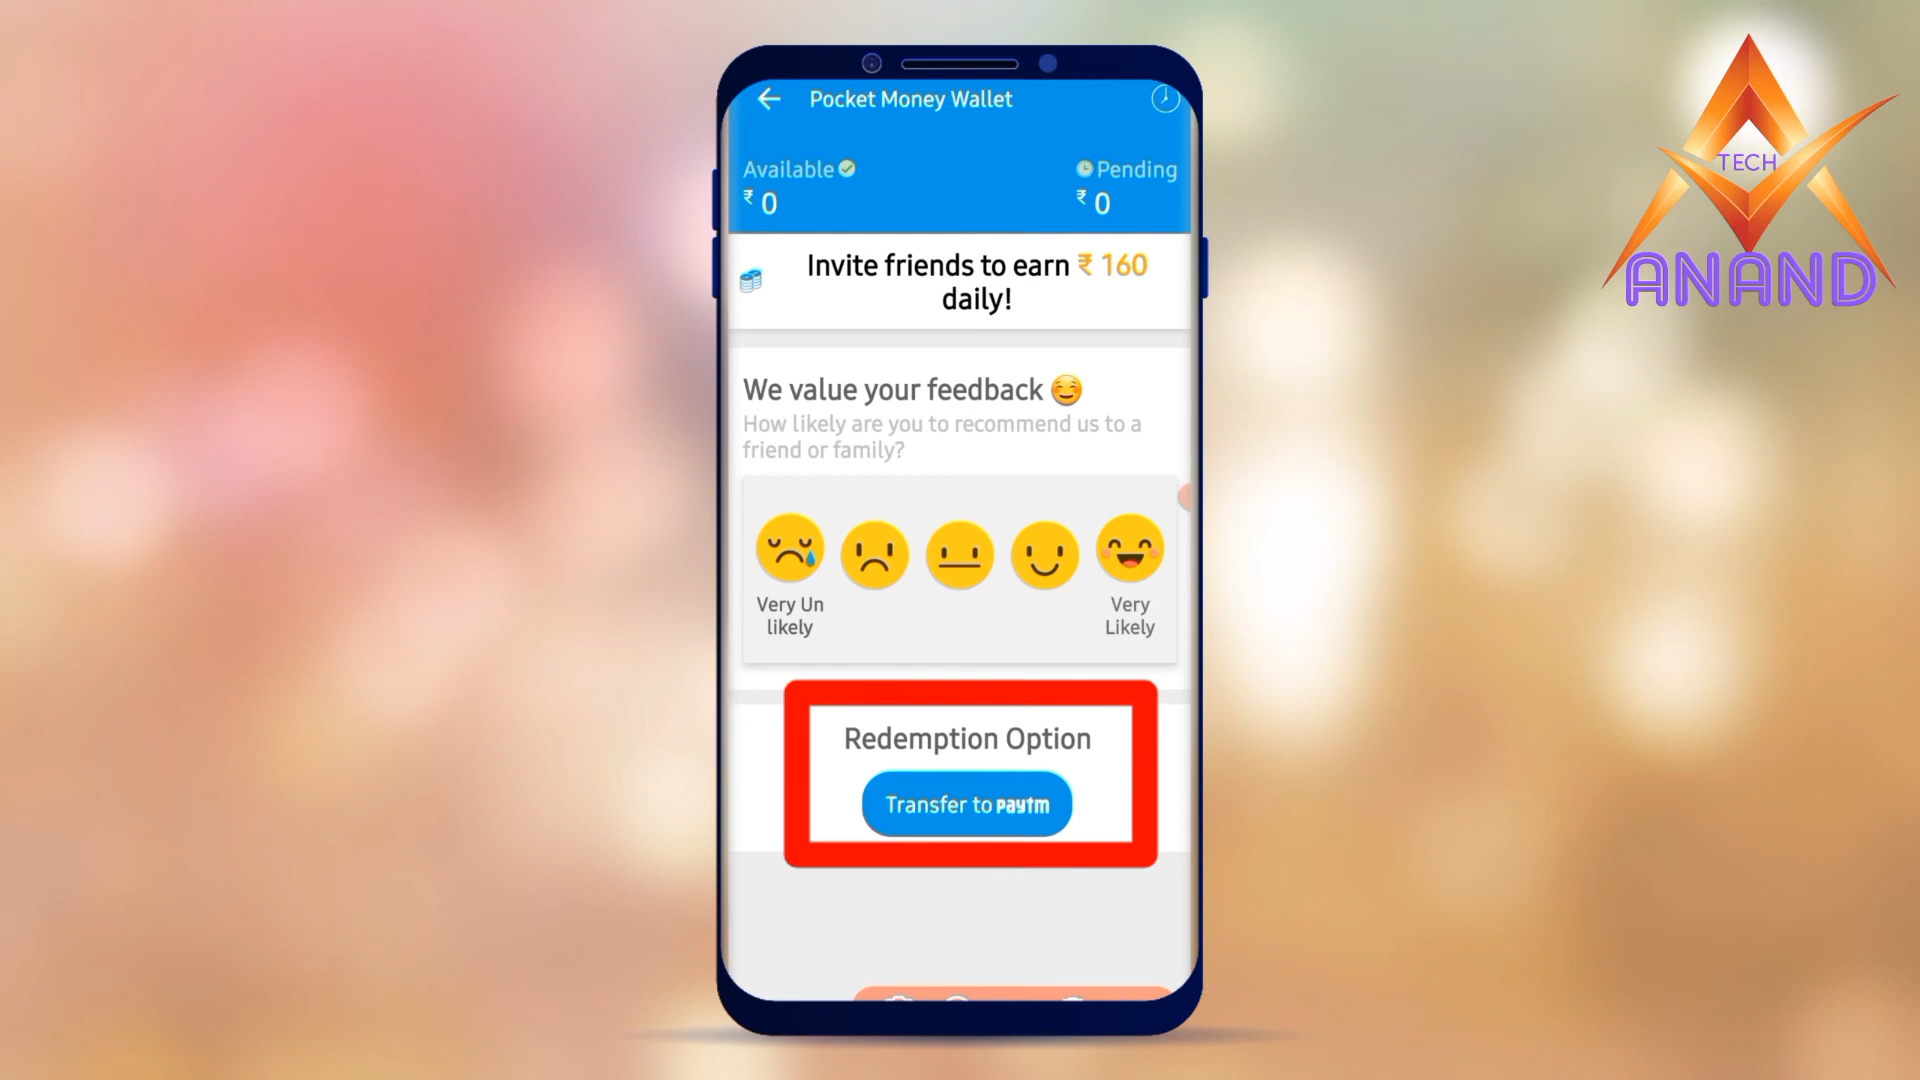 Pocket Money Wallet
Available
Pending
₹ 0
₹ 0
Invite friends to earn ₹ 160
daily!
We value your feedback
How likely are you to recommend us to a
friend or family?
Very Un
likely
Very
Likely
Redemption Option
Transfer to paytm
TECH
ANAND